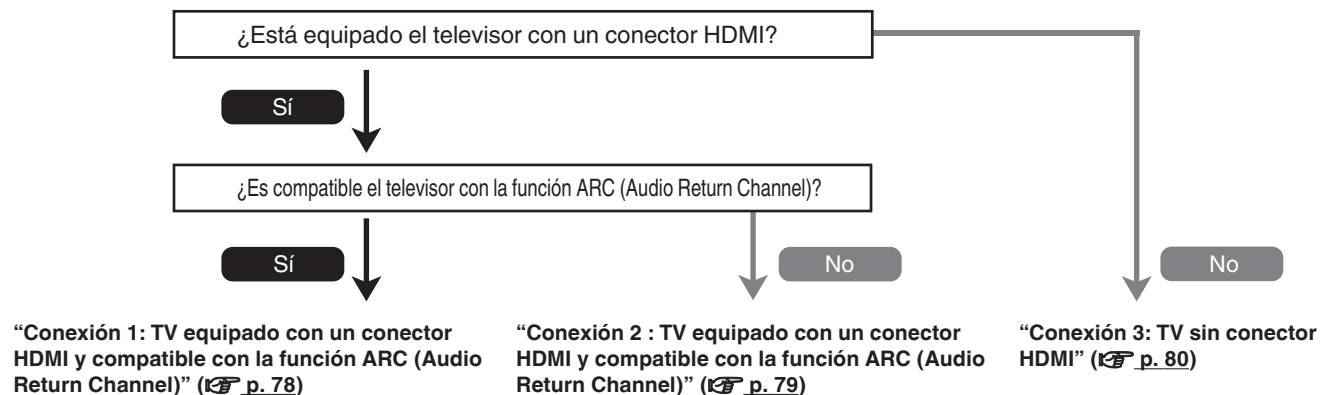 ¿Está equipado el televisor con un conector HDMI?
Sí
¿Es compatible el televisor con la función ARC (Audio Return Channel)?
Sí
No
No
“Conexión 1: TV equipado con un conector
HDMI y compatible con la función ARC (Audio
Return Channel)” (☞ p. 78)
“Conexión 2 : TV equipado con un conector
HDMI y compatible con la función ARC (Audio
Return Channel)” (☞ p. 79)
“Conexión 3: TV sin conector
HDMI” (☞ p. 80)